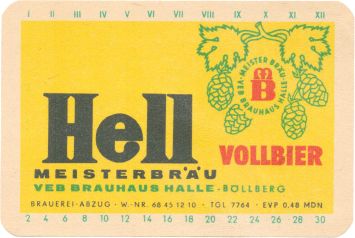 I II III IV V VI VII VIII IX X XI XII
VEB-MEISTER BRÄU-
VEB BRAUHAUS HALLE
MB
Hell
VOLLBIER
MEISTERBRÄU
VEB BRAUHAUS HALLE - BÖLLBERG
BRAUEREI-ABZUG · W.-NR. 68 45 12 10 · TGL 7764 · EVP 0,48 MDN
2 4 6 8 10 12 14 16 18 20 22 24 26 28 30